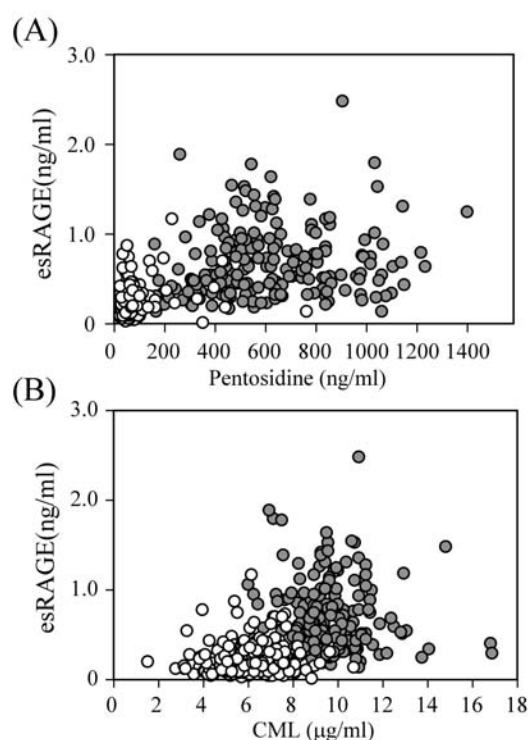 (A)
3.0
2.0
1.0
0
esRAGE(ng/ml)
0 200 400 600 800 1000 1200 1400
Pentosidine (ng/ml)
(B)
3.0
2.0
1.0
0
esRAGE(ng/ml)
0 2 4 6 8 10 12 14 16 18
CML (μg/ml)